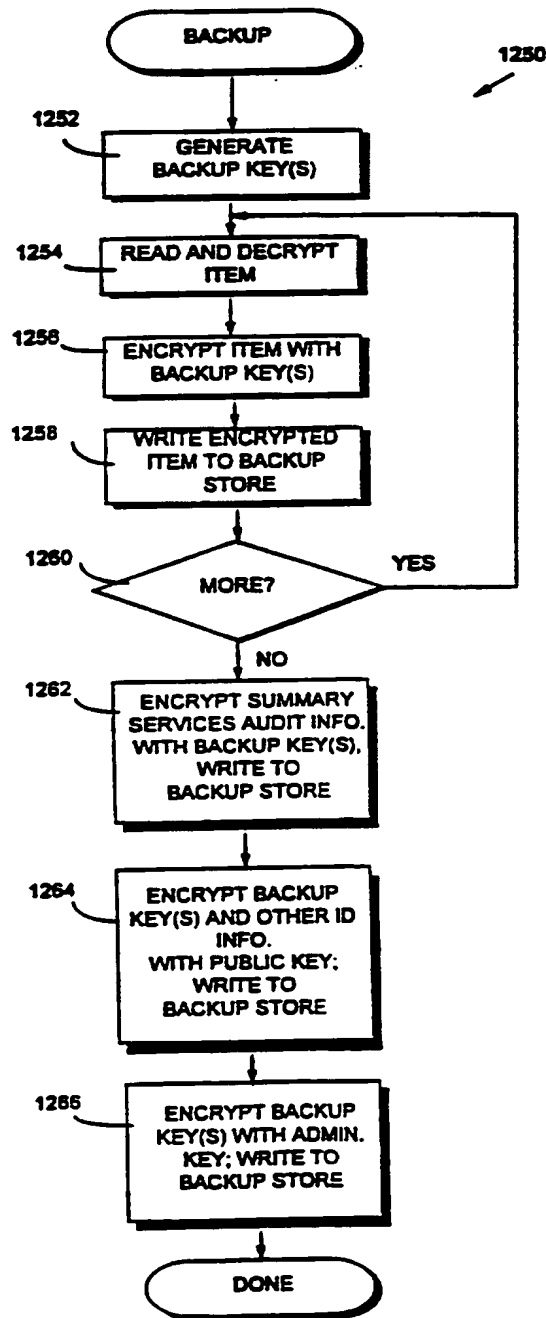 BACKUP
1250
1252
GENERATE
BACKUP KEY(S)
1254
READ AND DECRYPT
ITEM
1256
ENCRYPT ITEM WITH
BACKUP KEY(S)
1258
WRITE ENCRYPTED
ITEM TO BACKUP
STORE
1260
MORE?
YES
NO
1262
ENCRYPT SUMMARY
SERVICES AUDIT INFO.
WITH BACKUP KEY(S),
WRITE TO
BACKUP STORE
1264
ENCRYPT BACKUP
KEY(S) AND OTHER ID
INFO.
WITH PUBLIC KEY;
WRITE TO
BACKUP STORE
1266
ENCRYPT BACKUP
KEY(S) WITH ADMIN.
KEY; WRITE TO
BACKUP STORE
DONE